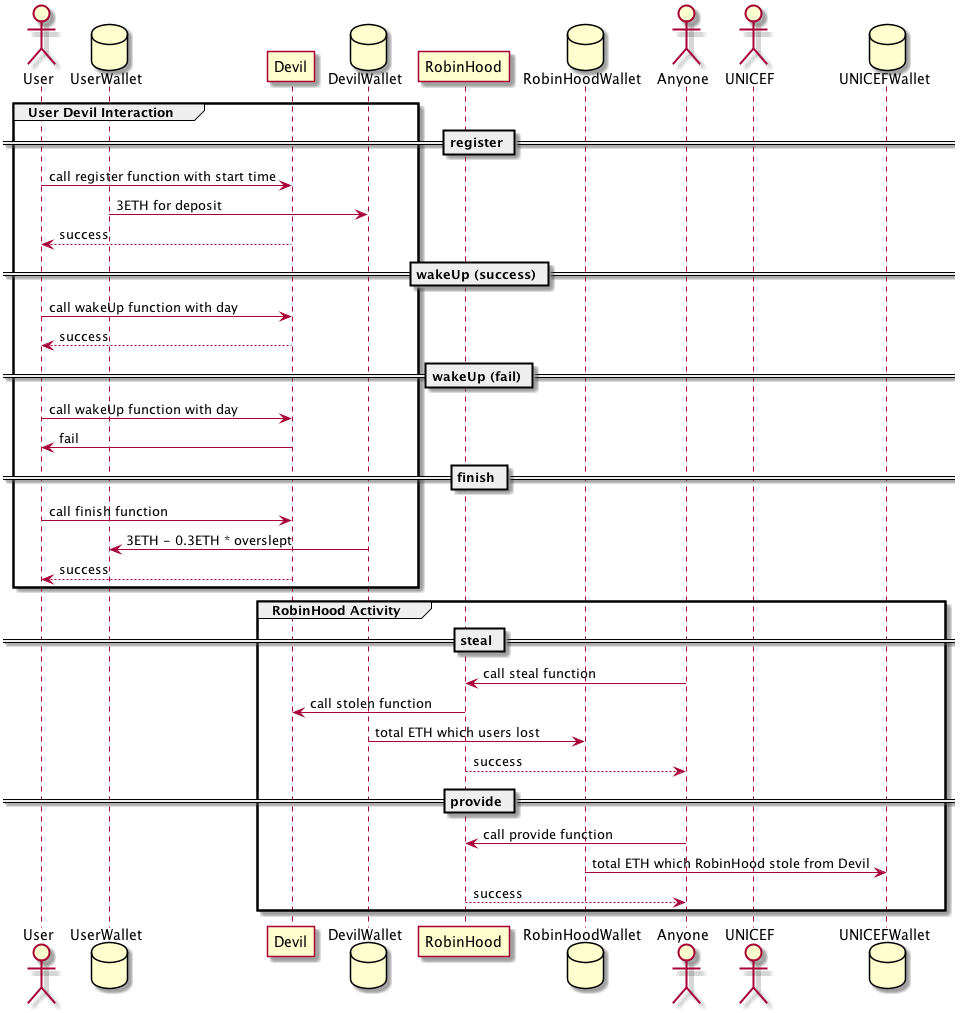 User
UserWallet
Devil
DevilWallet
RobinHood
RobinHoodWallet
Anyone
UNICEF
UNICEFWallet
User Devil Interaction
register
call register function with start time
3ETH for deposit
success
wakeUp (success)
call wakeUp function with day
success
wakeUp (fail)
call wakeUp function with day
fail
finish
call finish function
3ETH - 0.3ETH * overslept
success
RobinHood Activity
steal
call steal function
call stolen function
total ETH which users lost
success
provide
call provide function
total ETH which RobinHood stole from Devil
success
User
UserWallet
Devil
DevilWallet
RobinHood
RobinHoodWallet
Anyone
UNICEF
UNICEFWallet